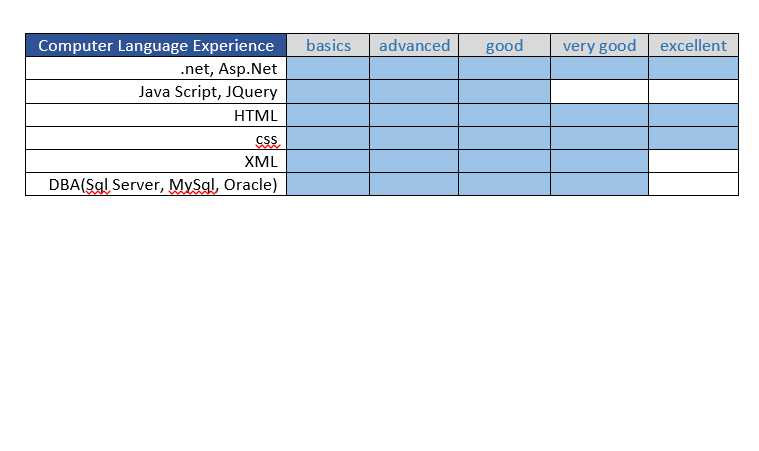 Computer Language Experience basics advanced good very good excellent
.net, Asp.Net
Java Script, JQuery
HTML
css
XML
DBA(Sql Server, MySql, Oracle)